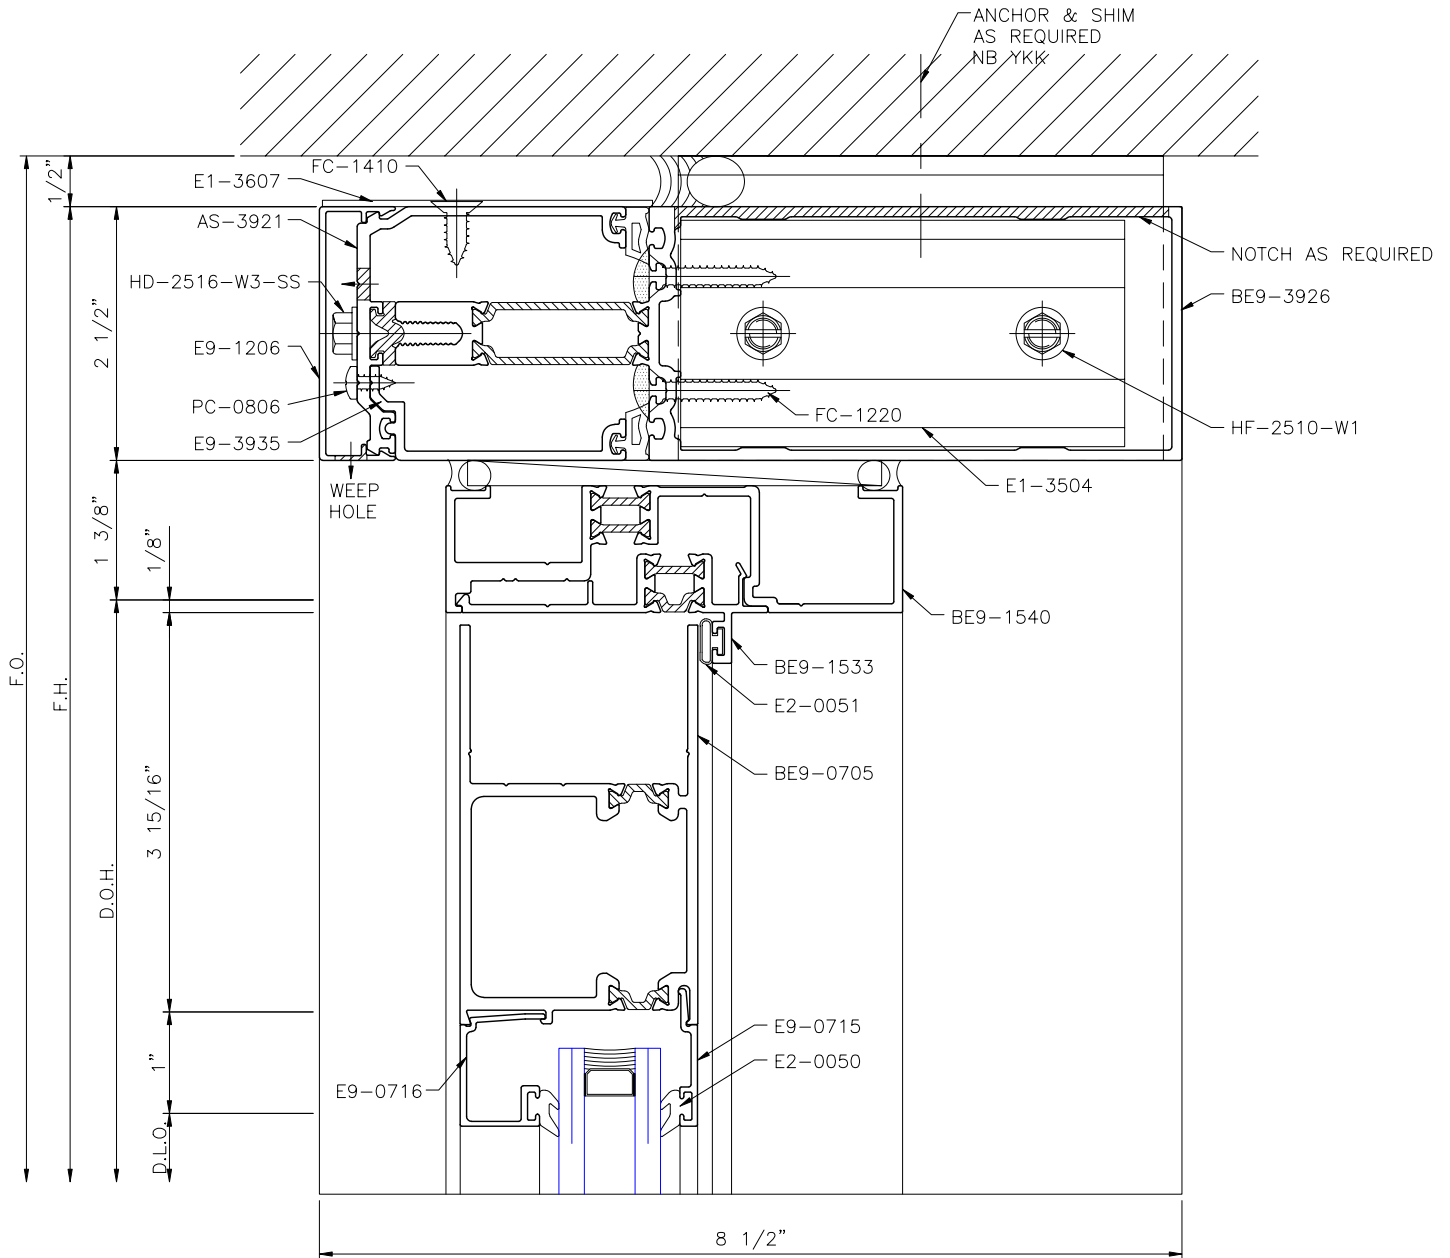 ANCHOR & SHIM
AS REQUIRED
NB YKK
FC-1410
E1-3607
AS-3921
HD-2516-W3-SS
E9-1206
PC-0806
E9-3935
WEEP
HOLE
NOTCH AS REQUIRED
BE9-3926
FC-1220
HF-2510-W1
E1-3504
BE9-1540
BE9-1533
E2-0051
BE9-0705
E9-0715
E2-0050
E9-0716
1/2"
2 1/2"
1 3/8"
1/8"
3 15/16"
1"
F.O.
F.H.
D.O.H.
D.L.O.
8 1/2"